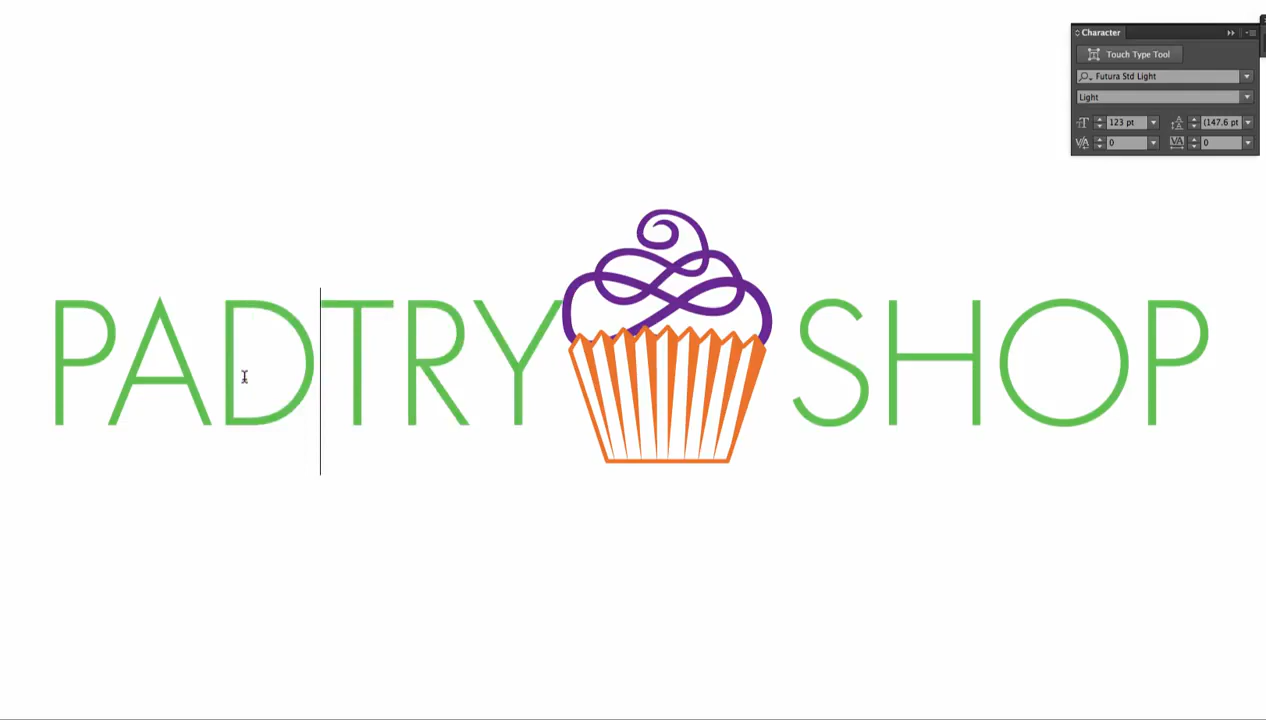 Character
Touch Type Tool
Futura Std Light
Light
123 pt
(147.6 pt
0
0
PADTRY SHOP